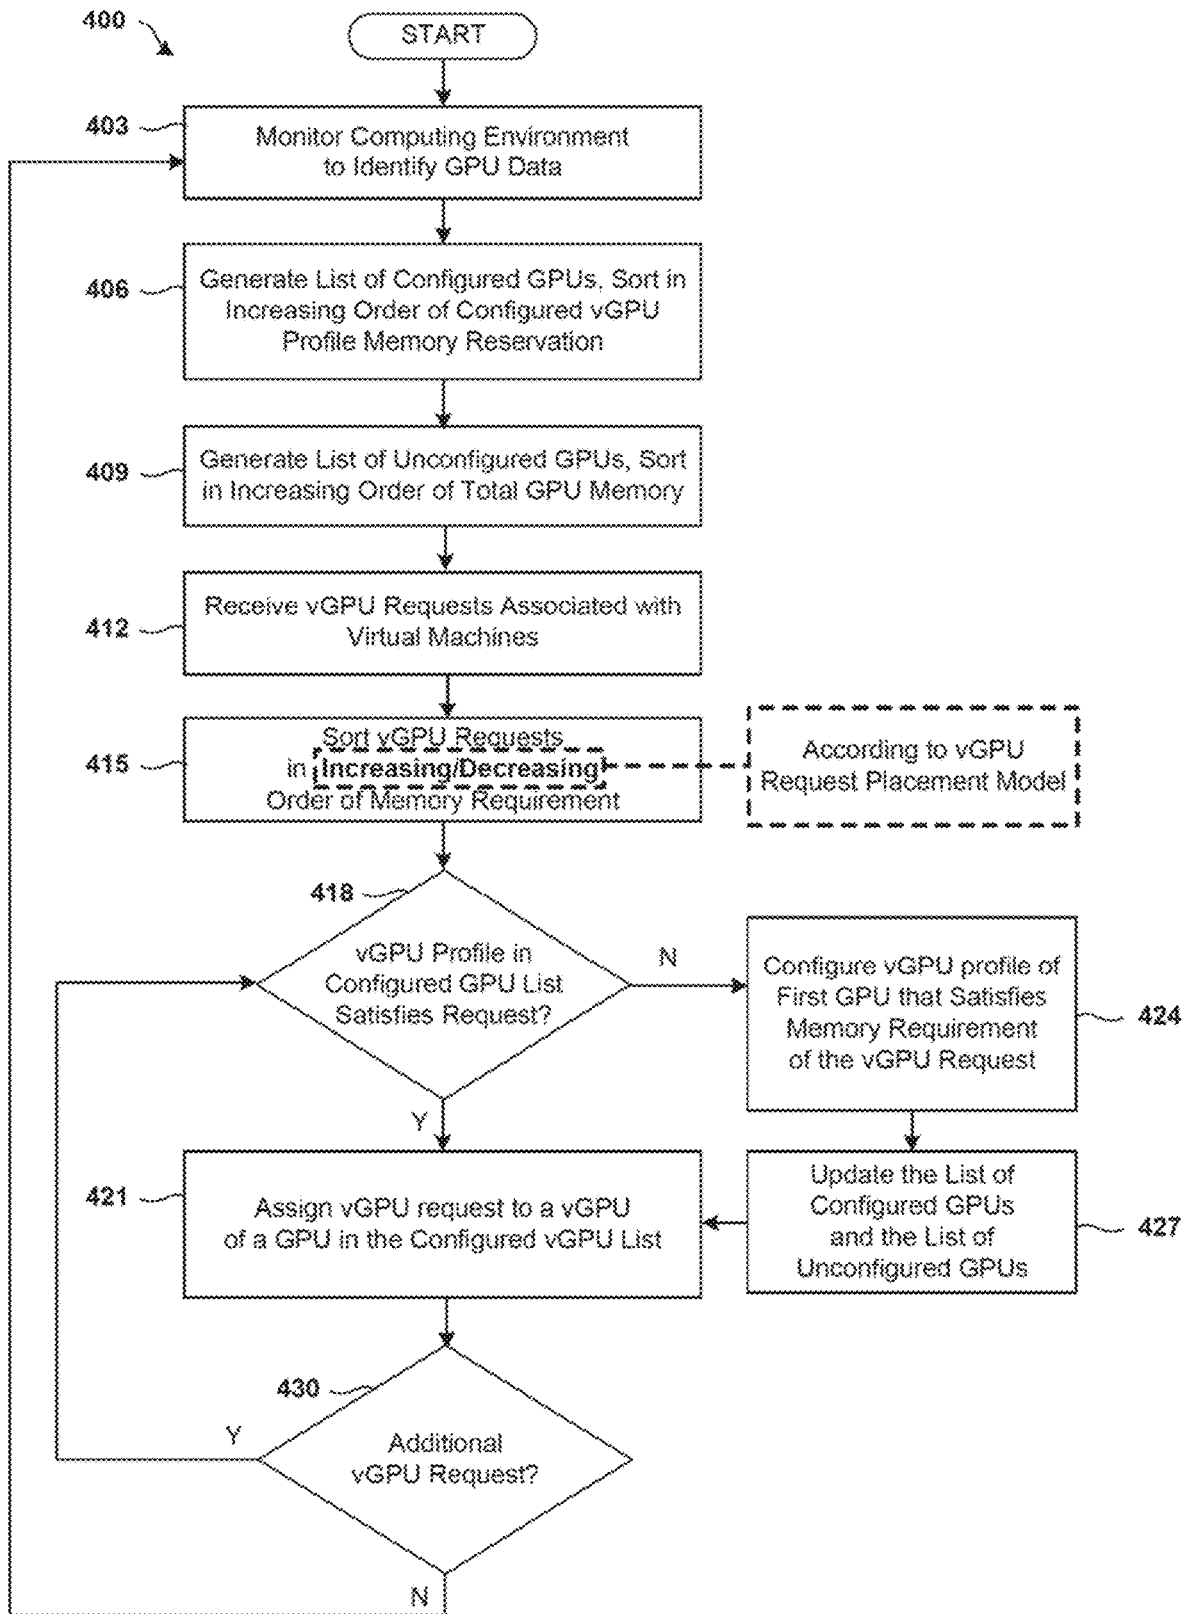 400
START
403
Monitor Computing Environment
to Identify GPU Data
406
Generate List of Configured GPUs, Sort in
Increasing Order of Configured vGPU
Profile Memory Reservation
409
Generate List of Unconfigured GPUs, Sort
in Increasing Order of Total GPU Memory
412
Receive vGPU Requests Associated with
Virtual Machines
415
Sort vGPU Requests
in Increasing/Decreasing
Order of Memory Requirement
According to vGPU
Request Placement Model
418
vGPU Profile in
Configured GPU List
Satisfies Request?
N
Configure vGPU profile of
First GPU that Satisfies
Memory Requirement
of the vGPU Request
424
Y
421
Assign vGPU request to a vGPU
of a GPU in the Configured vGPU List
Update the List of
Configured GPUs
and the List of
Unconfigured GPUs
427
430
Y
Additional
vGPU Request?
N